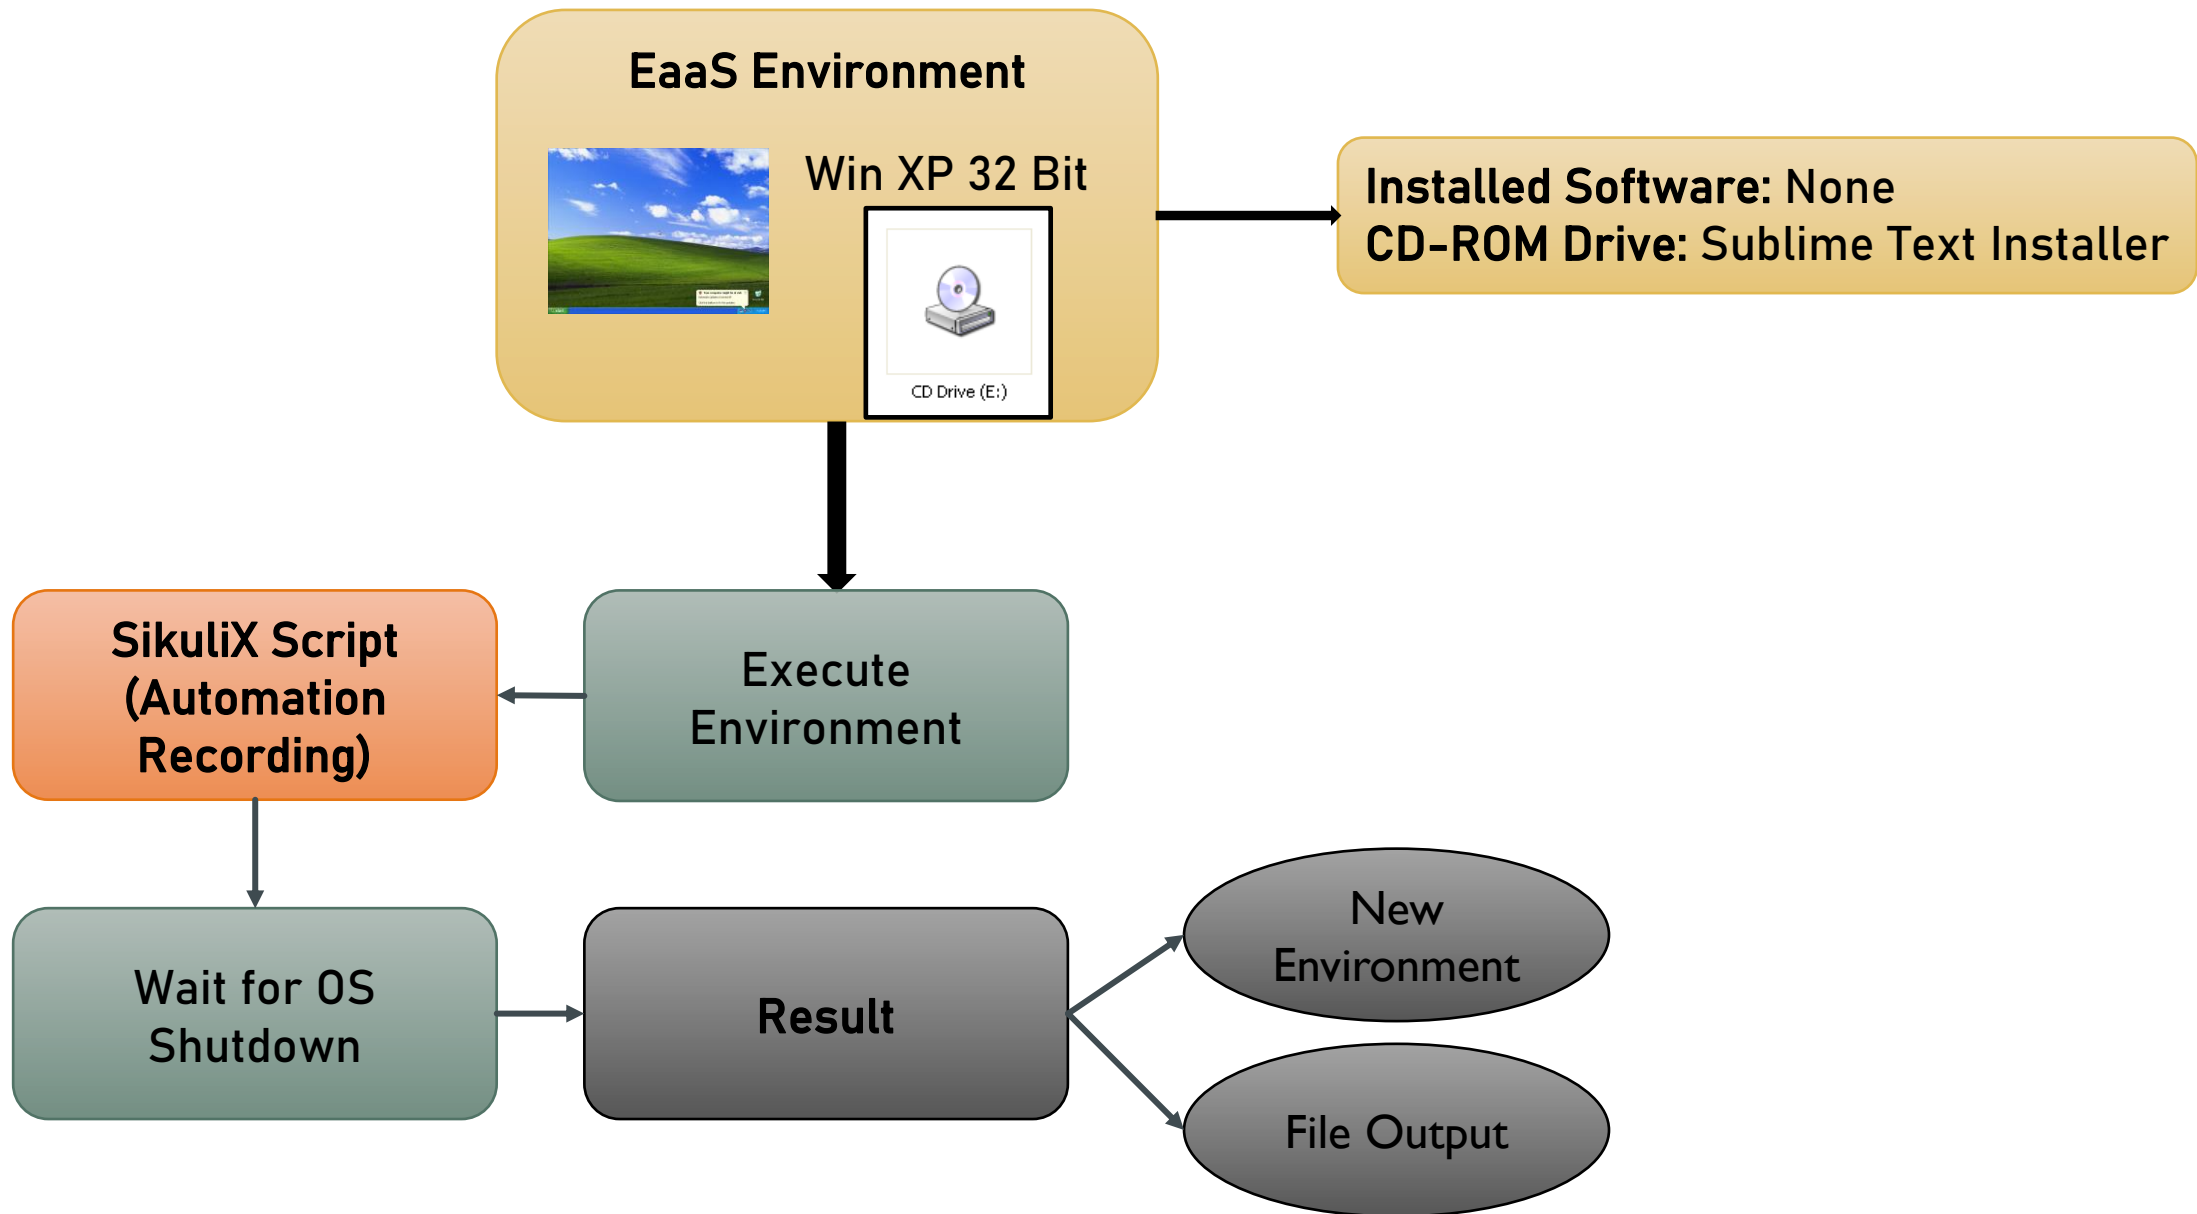 EaaS Environment
Win XP 32 Bit
CD Drive (E:)
Installed Software: None
CD-ROM Drive: Sublime Text Installer
Execute
Environment
SikuliX Script
(Automation
Recording)
Wait for OS
Shutdown
Result
New
Environment
File Output